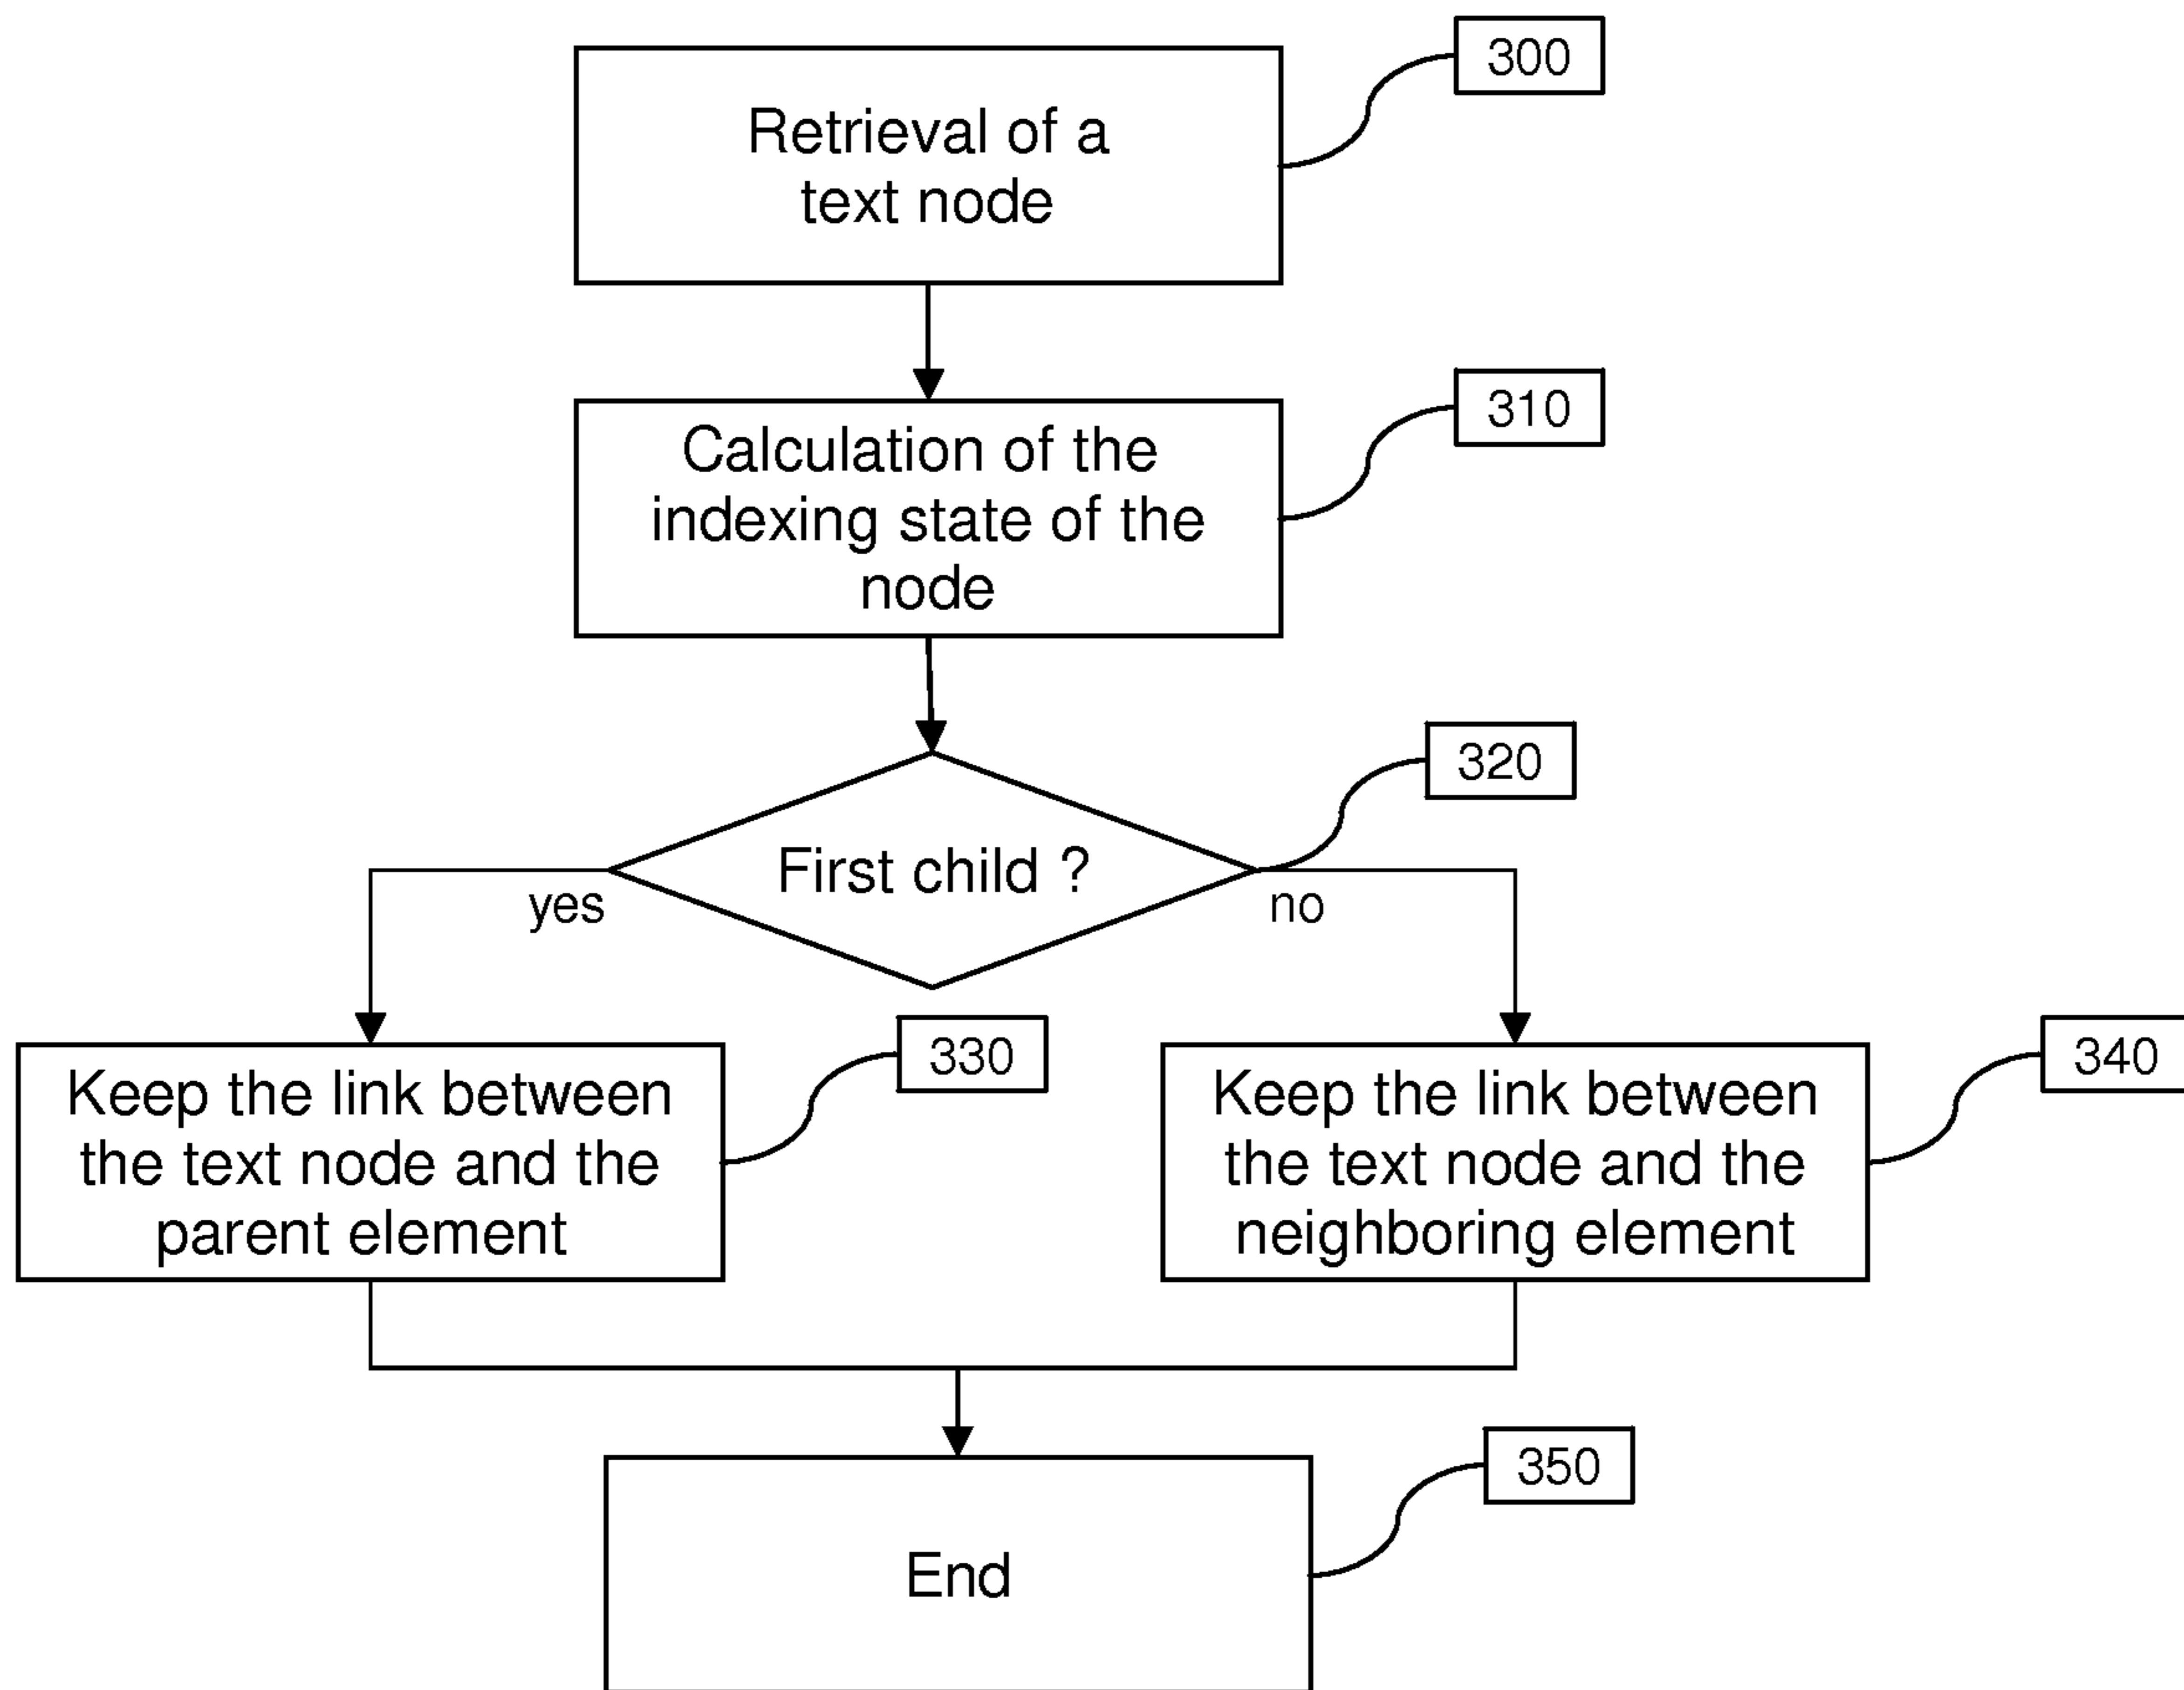 300
Retrieval of a
text node
310
Calculation of the
indexing state of the
node
320
First child ?
yes
no
330
340
Keep the link between
the text node and the
parent element
Keep the link between
the text node and the
neighboring element
350
End